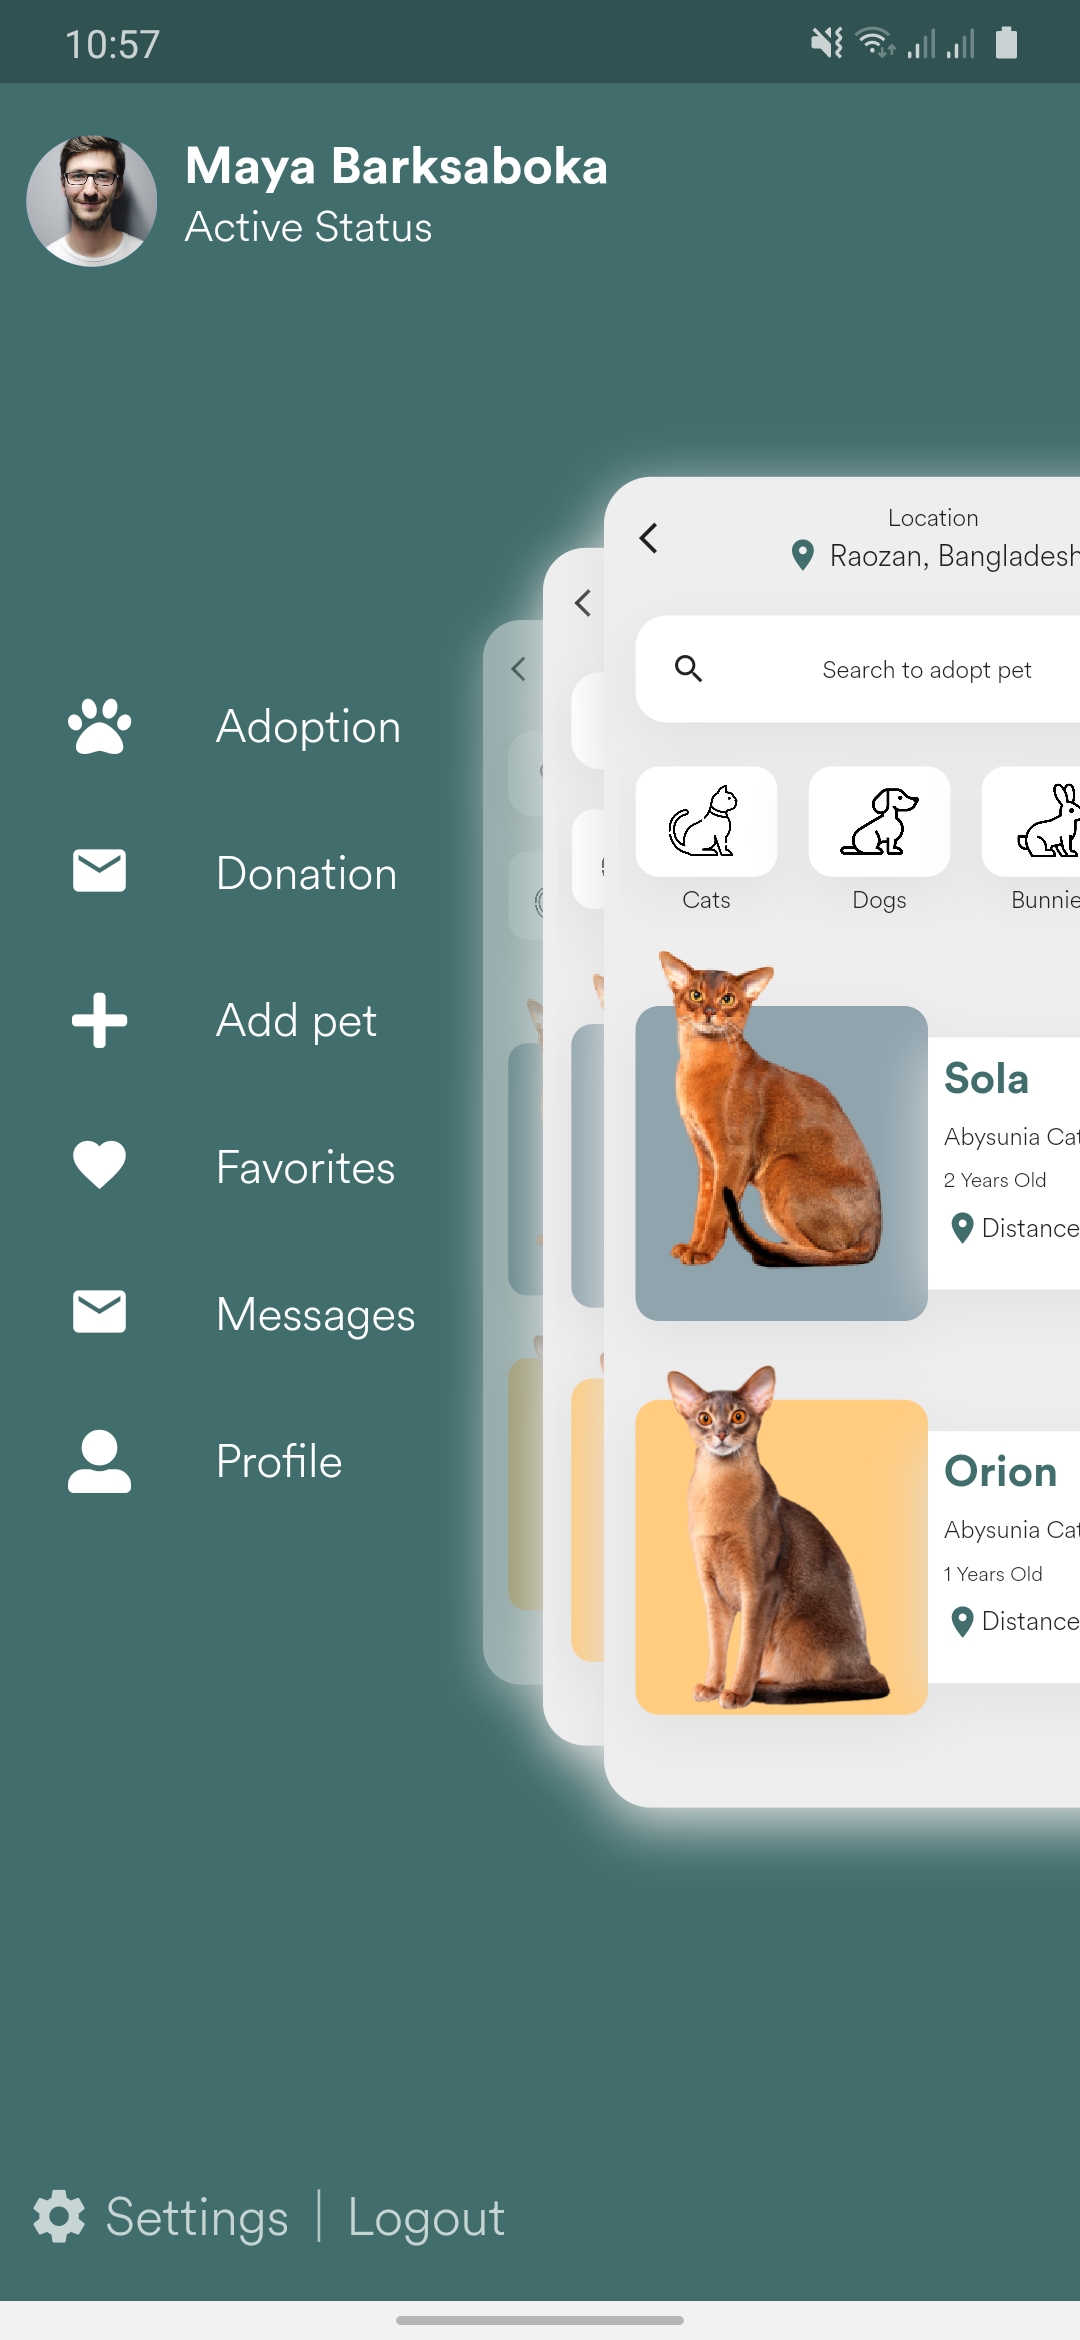 10:57
Maya Barksaboka
Active Status
Location
Raozan, Bangladesh
Search to adopt pet
Cats
Dogs
Bunnie
Adoption
Donation
Add pet
Favorites
Messages
Profile
Sola
Abysunia Cat
2 Years Old
Distance
Orion
Abysunia Cat
1 Years Old
Distance
Settings | Logout